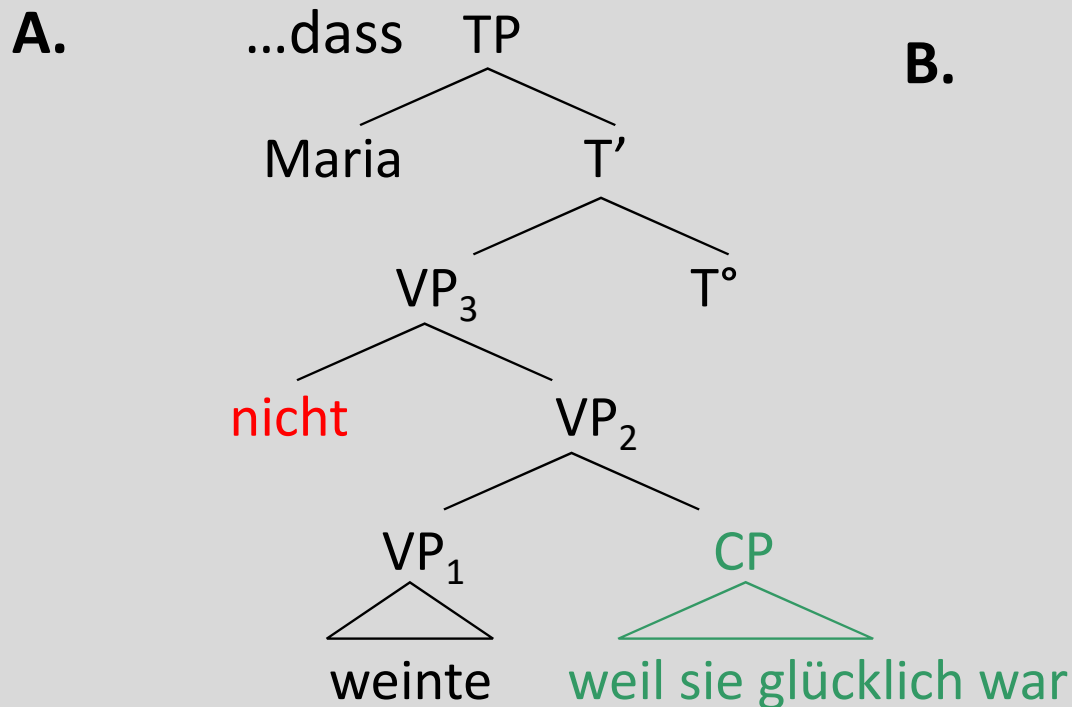 A.
…dass TP
B.
Maria T’
VP3 T°
nicht VP2
VP1 CP
weinte weil sie glücklich war